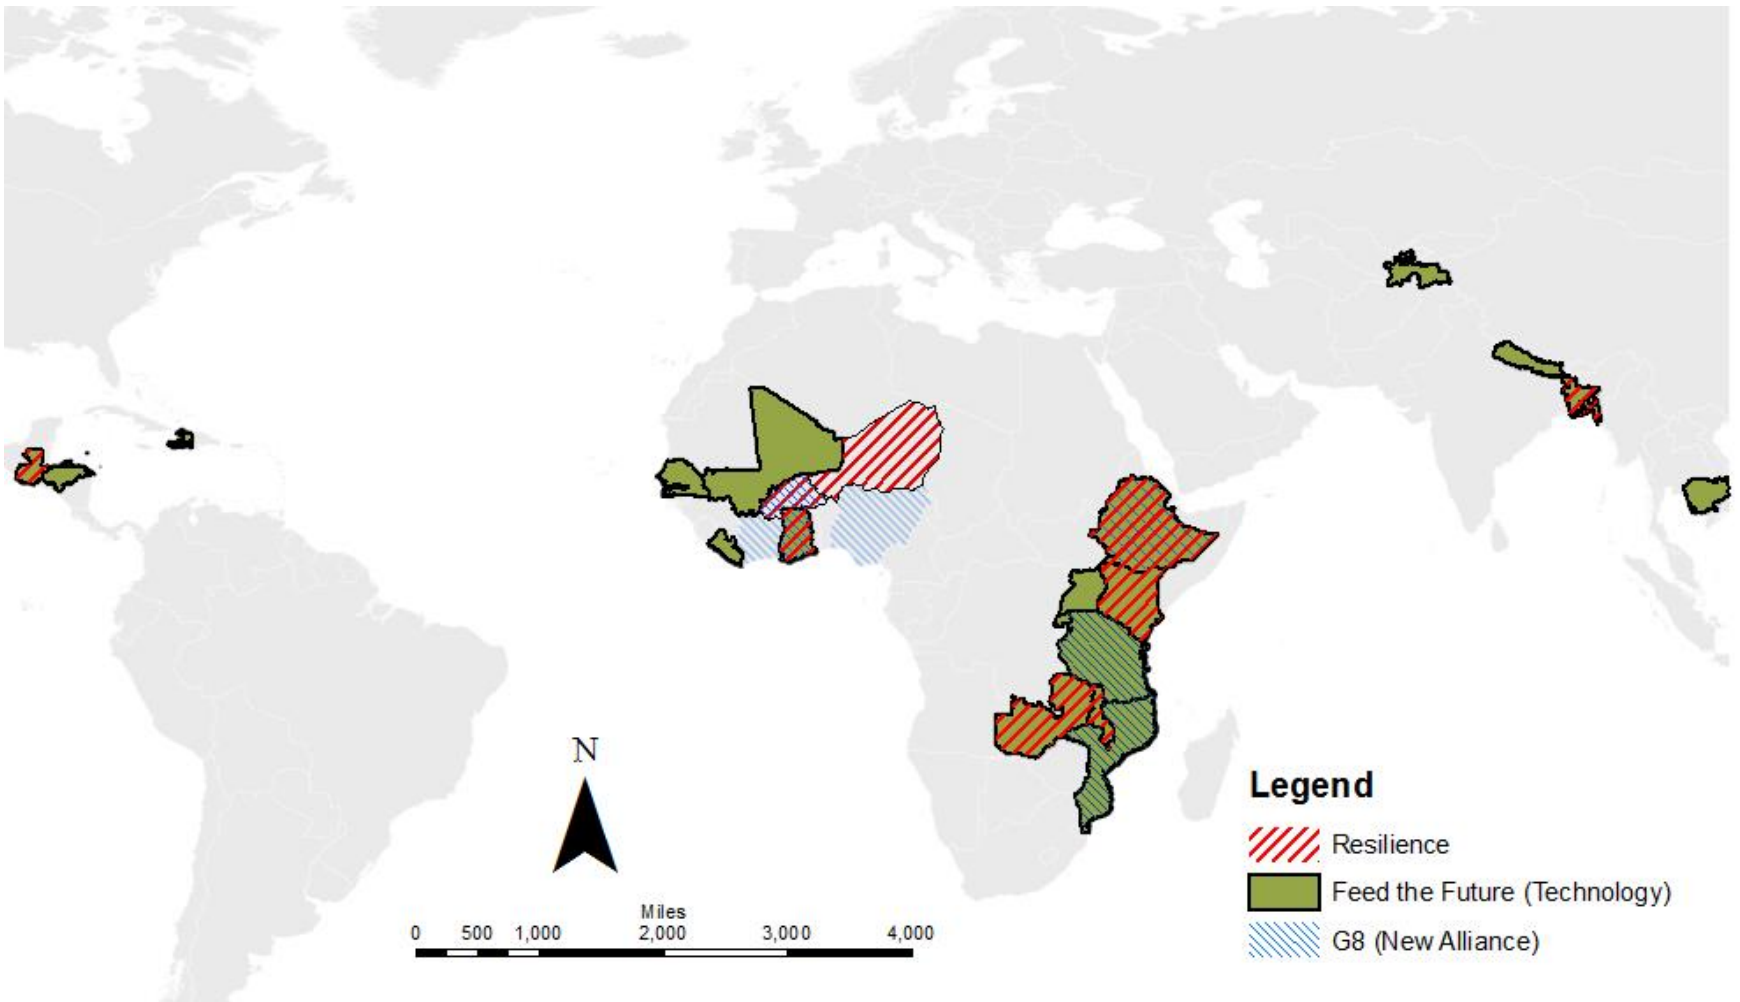 N
Miles
0 500 1,000 2,000 3,000 4,000
Legend
Resilience
Feed the Future (Technology)
G8 (New Alliance)